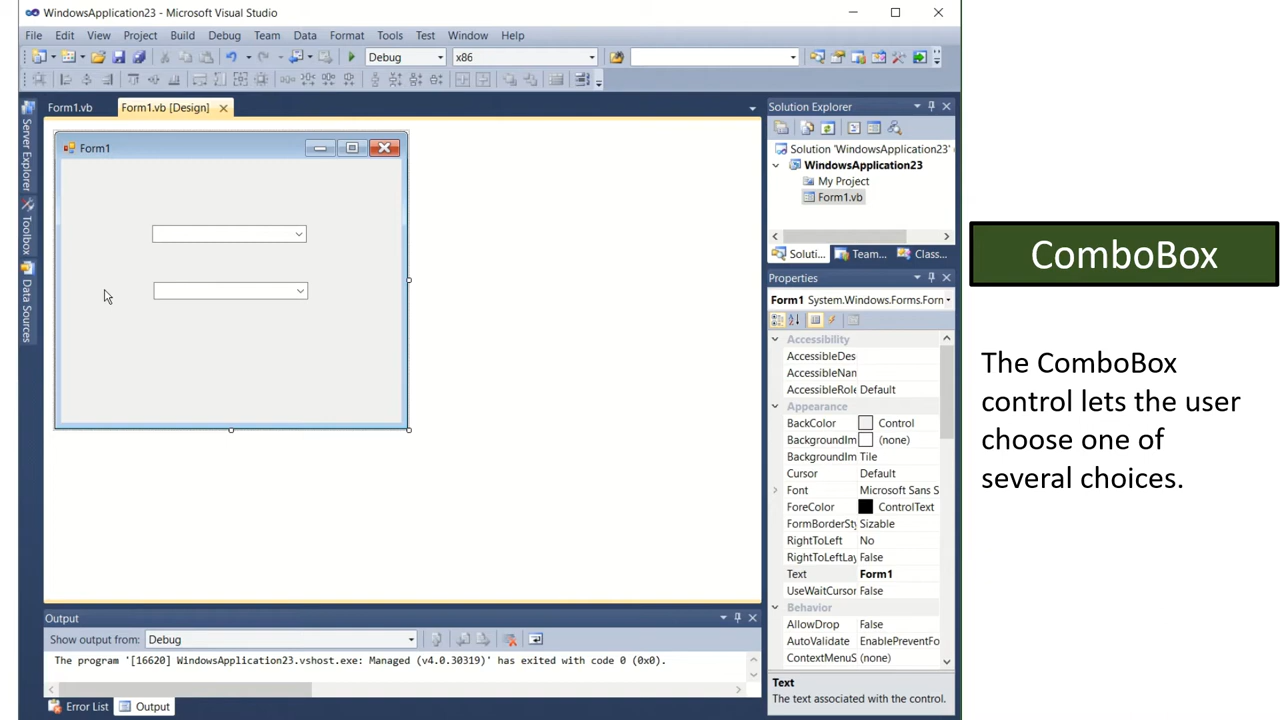 WindowsApplication23 - Microsoft Visual Studio
File Edit View Project Build Debug Team Data Format Tools Test Window Help
Debug x86
Form1.vb Form1.vb [Design]
Server Explorer
Toolbox
Data Sources
Form1
Solution Explorer
Solution 'WindowsApplication23' (
WindowsApplication23
My Project
Form1.vb
Soluti... Team... Class...
Properties
Form1 System.Windows.Forms.Form
Accessibility
AccessibleDes
AccessibleNan
AccessibleRole Default
Appearance
BackColor Control
BackgroundIm (none)
BackgroundIm Tile
Cursor Default
Font Microsoft Sans S
ForeColor ControlText
FormBorderSty Sizable
RightToLeft No
RightToLeftLay False
Text Form1
UseWaitCursor False
Behavior
AllowDrop False
AutoValidate EnablePreventFo
ContextMenuS (none)
Text
The text associated with the control.
Output
Show output from: Debug
The program '[16620] WindowsApplication23.vshost.exe: Managed (v4.0.30319)' has exited with code 0 (0x0).
Error List Output
ComboBox
The ComboBox
control lets the user
choose one of
several choices.